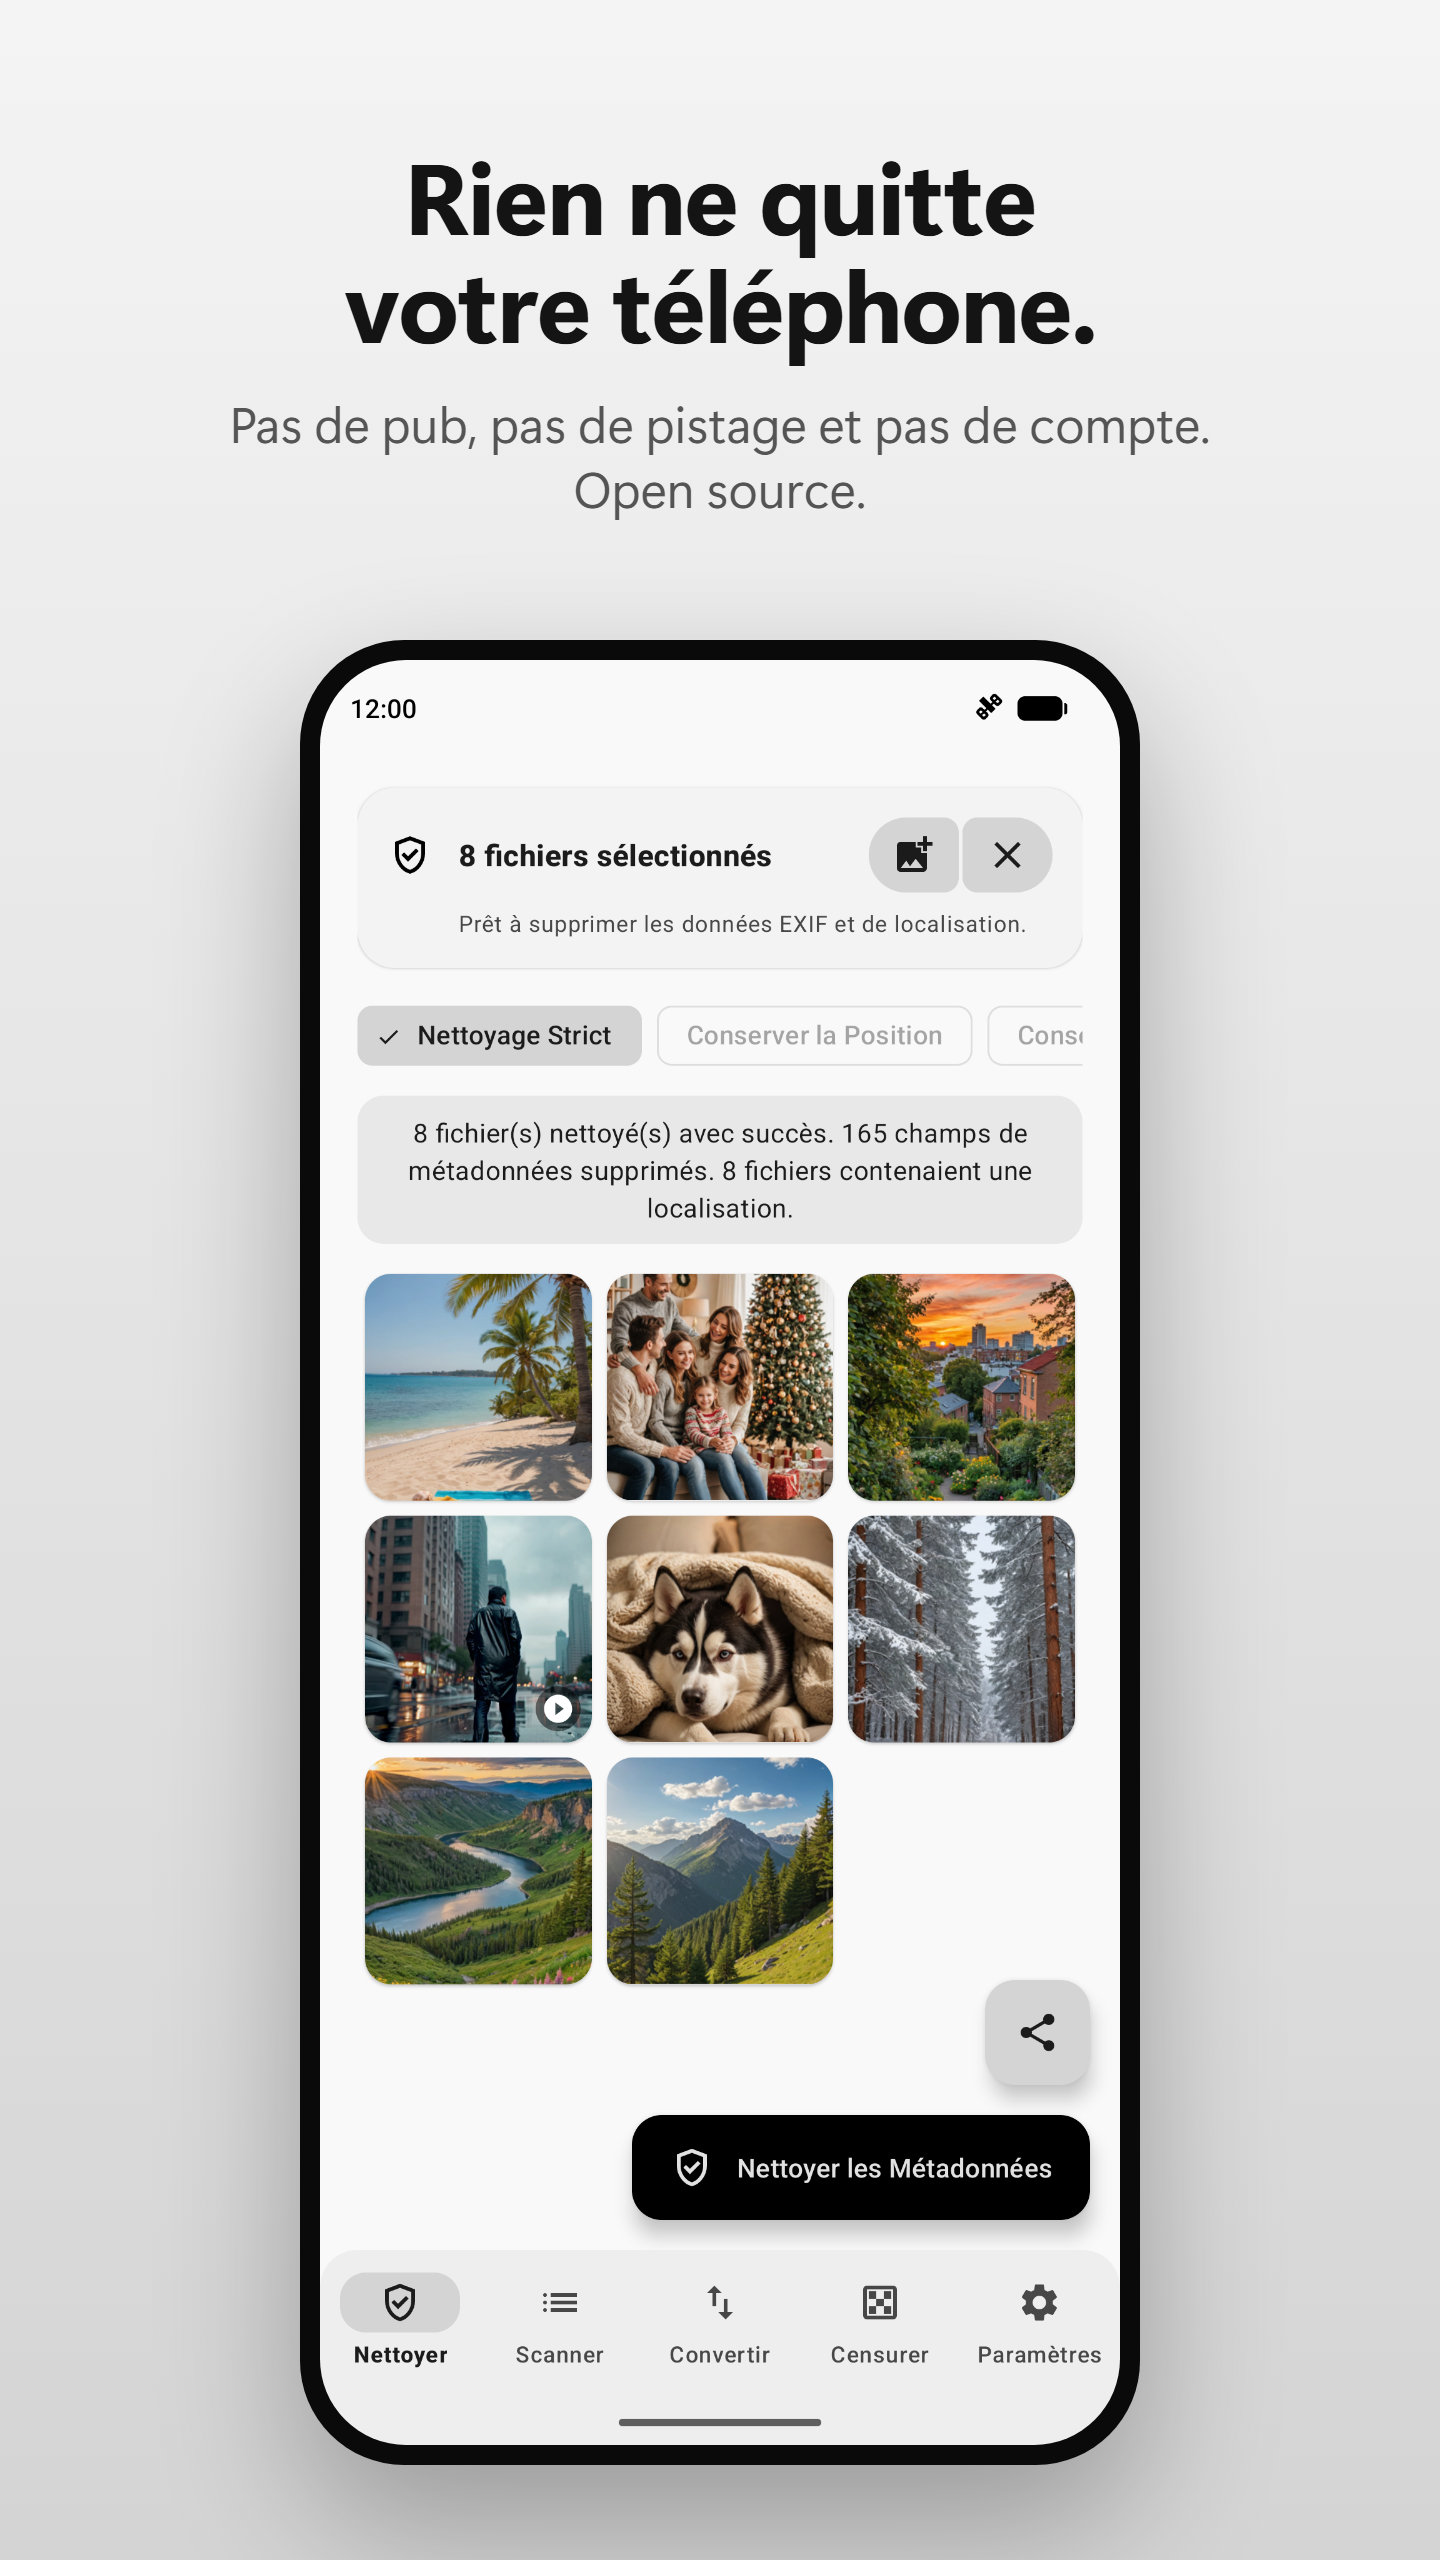 Rien ne quitte
votre téléphone.
Pas de pub, pas de pistage et pas de compte.
Open source.
12:00
8 fichiers sélectionnés
Prêt à supprimer les données EXIF et de localisation.
Nettoyage Strict
Conserver la Position
Conse
8 fichier(s) nettoyé(s) avec succès. 165 champs de
métadonnées supprimés. 8 fichiers contenaient une
localisation.
Nettoyer les Métadonnées
Nettoyer
Scanner
Convertir
Censurer
Paramètres